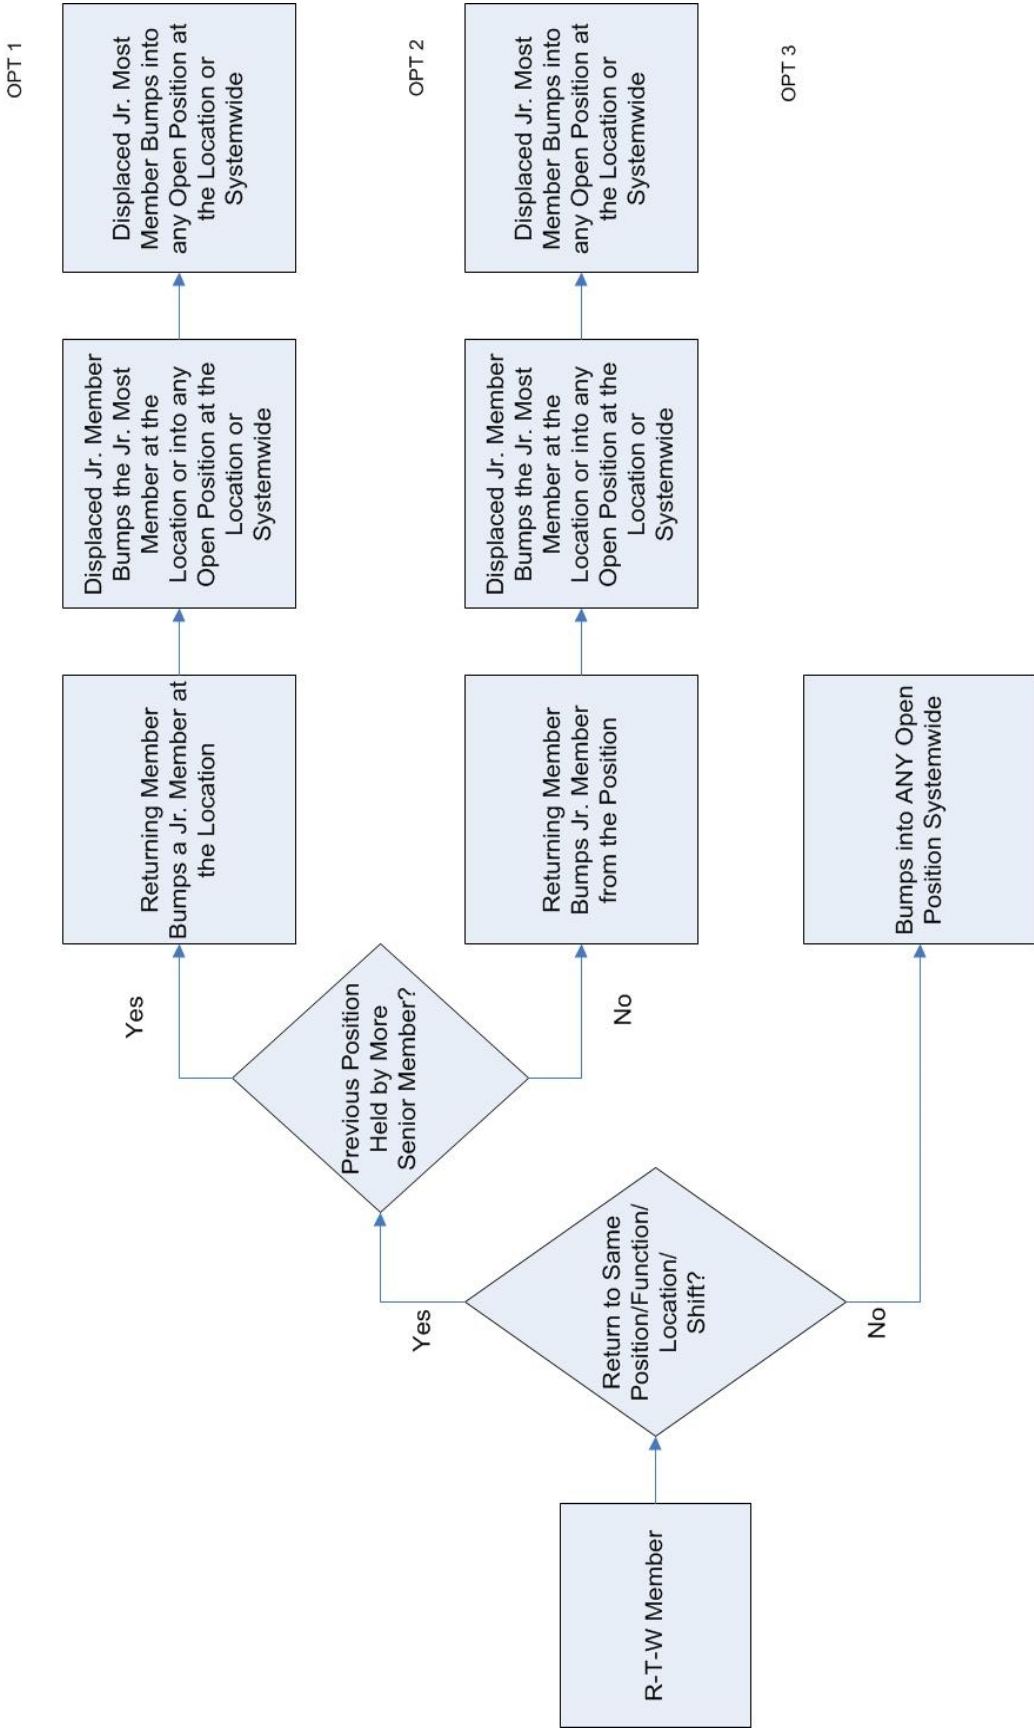 OPT 1
Returning Member
Bumps a Jr. Member at
the Location
Displaced Jr. Member
Bumps the Jr. Most
Member at the
Location or into any
Open Position at the
Location or
Systemwide
Displaced Jr. Most
Member Bumps into
any Open Position at
the Location or
Systemwide
Yes
Previous Position
Held by More
Senior Member?
No
OPT 2
Returning Member
Bumps Jr. Member
from the Position
Displaced Jr. Member
Bumps the Jr. Most
Member at the
Location or into any
Open Position at the
Location or
Systemwide
Displaced Jr. Most
Member Bumps into
any Open Position at
the Location or
Systemwide
Yes
R-T-W Member
Return to Same
Position/Function/
Location/
Shift?
No
OPT 3
Bumps into ANY Open
Position Systemwide